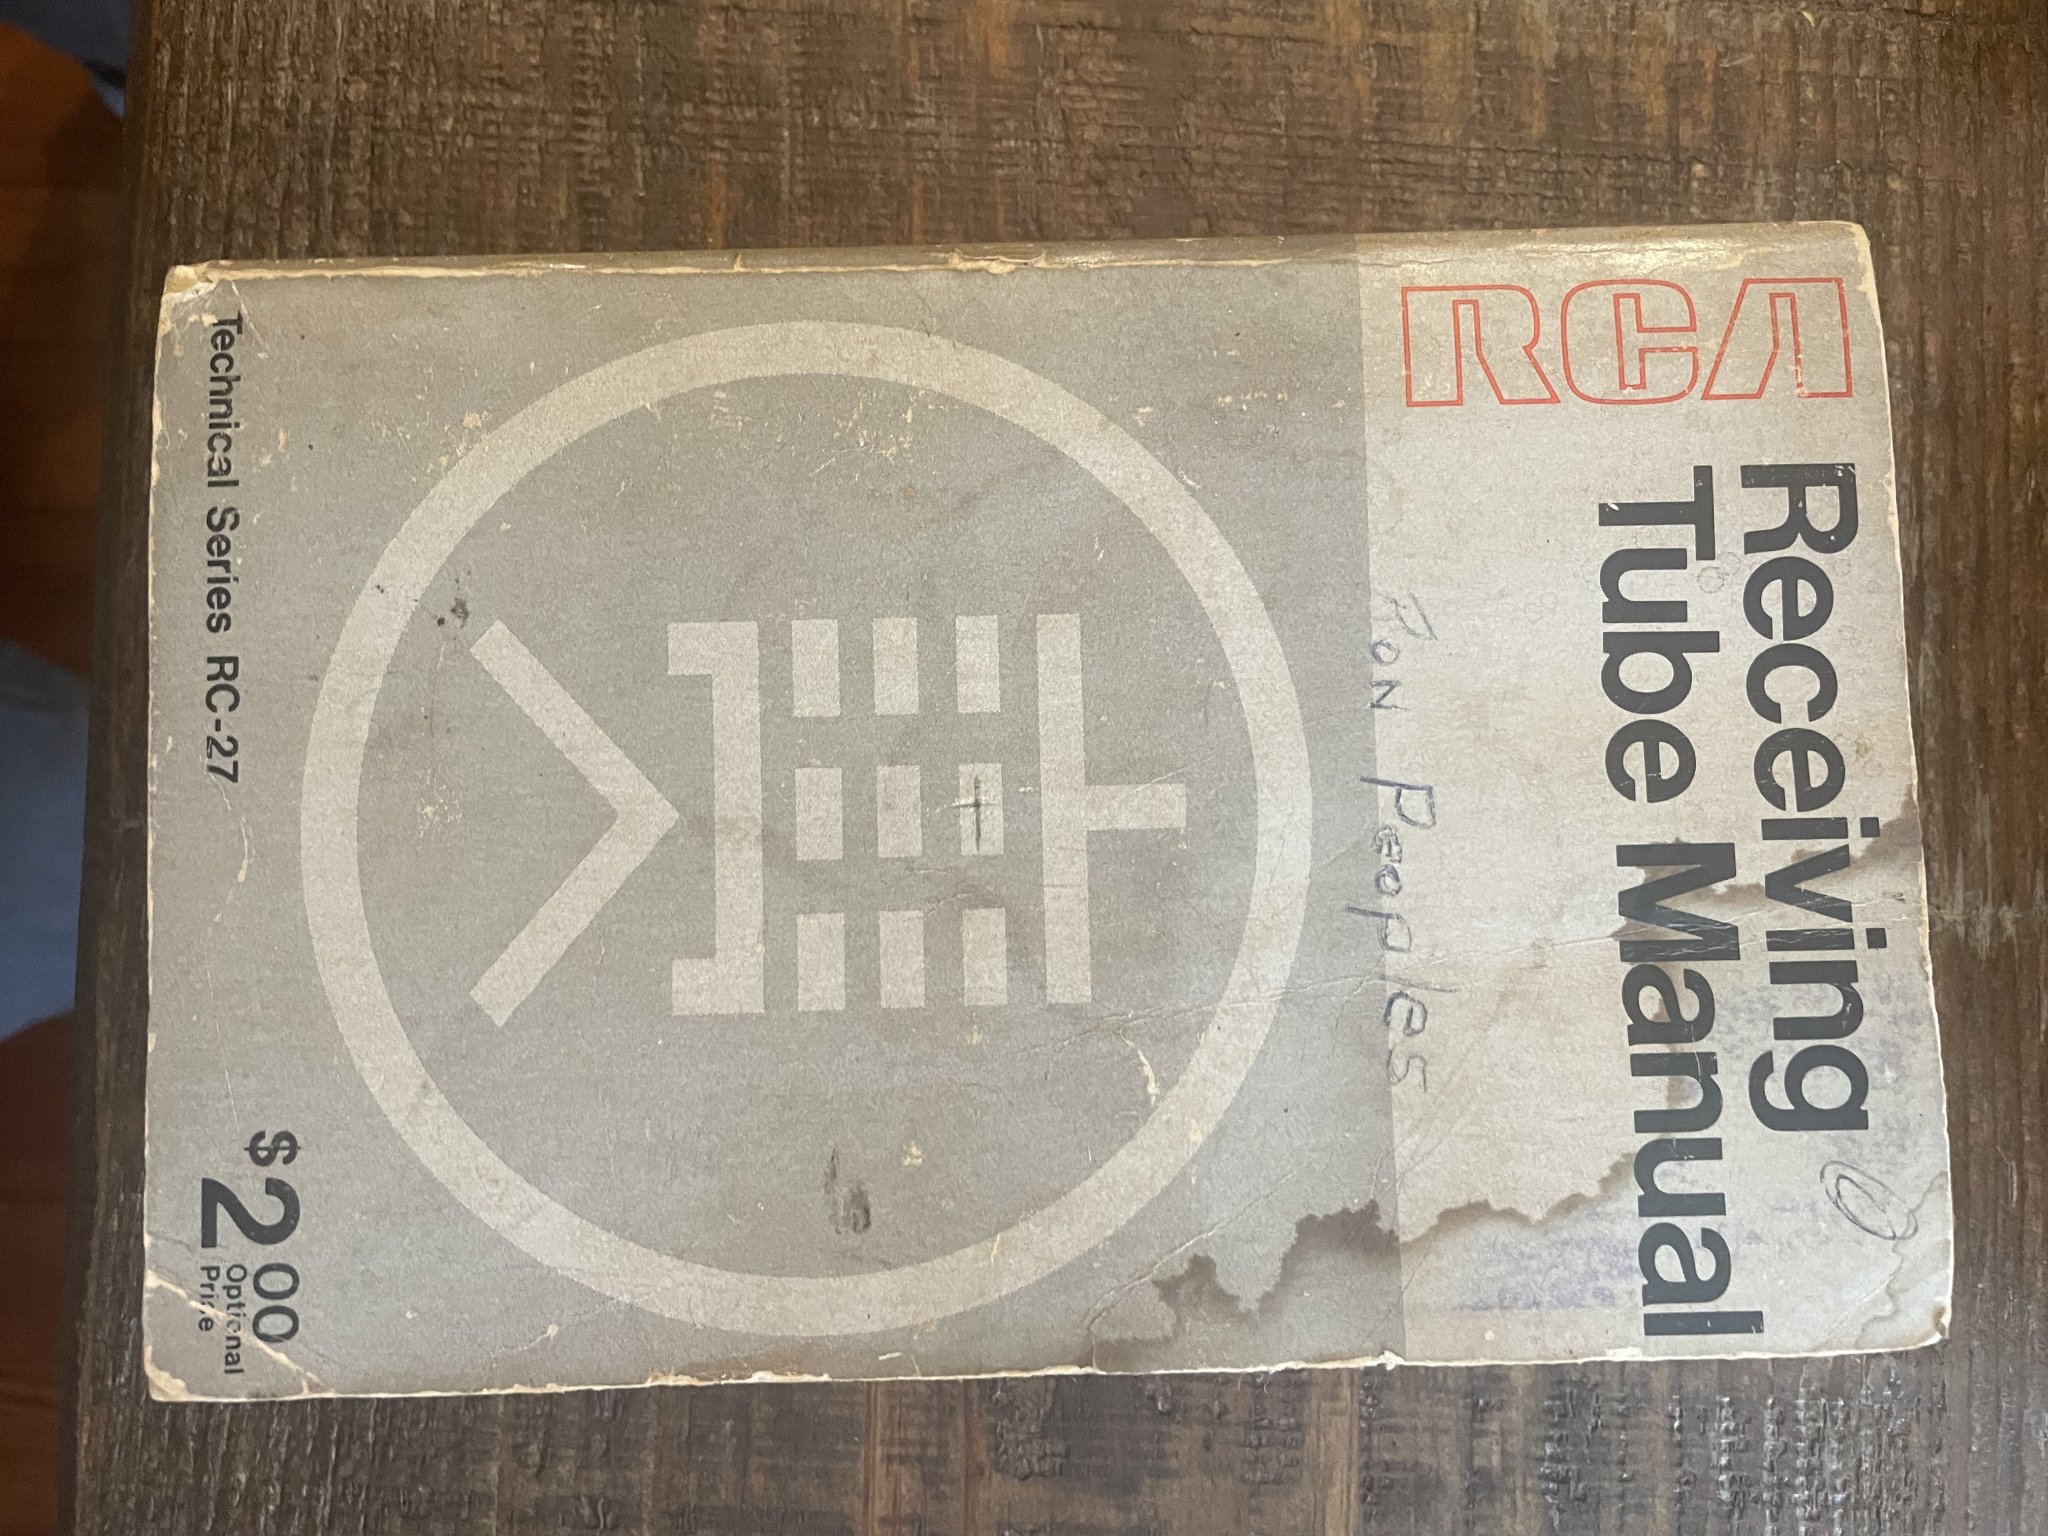 RCA
Receiving
Tube Manual
Ron Peoples
Technical Series RC-27
$2.00
Optional
Price